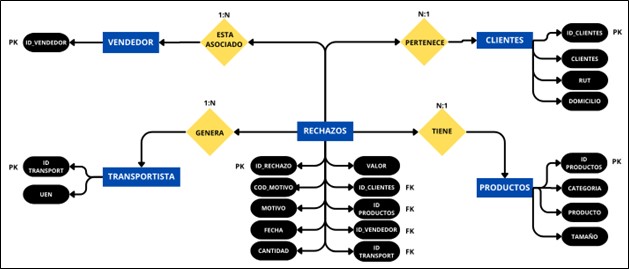 1:N
N:1
PK
ID_VENDEDOR
VENDEDOR
ESTA
ASOCIADO
PERTENECE
CLIENTES
ID_CLIENTES
PK
CLIENTES
RUT
DOMICILIO
1:N
N:1
GENERA
RECHAZOS
TIENE
PK
ID
TRANSPORT
UEN
TRANSPORTISTA
PK
ID_RECHAZO
COD_MOTIVO
MOTIVO
FECHA
CANTIDAD
VALOR
ID_CLIENTES
FK
ID
PRODUCTOS
FK
ID_VENDEDOR
FK
ID
TRANSPORT
FK
PRODUCTOS
ID
PRODUCTOS
PK
CATEGORIA
PRODUCTO
TAMAÑO